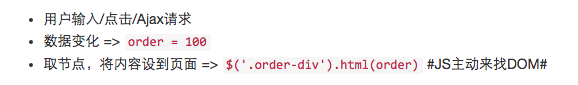 用户输入/点击/Ajax请求
数据变化 => order = 100
取节点，将内容设到页面 => $('.order-div').html(order) #JS主动来找DOM#